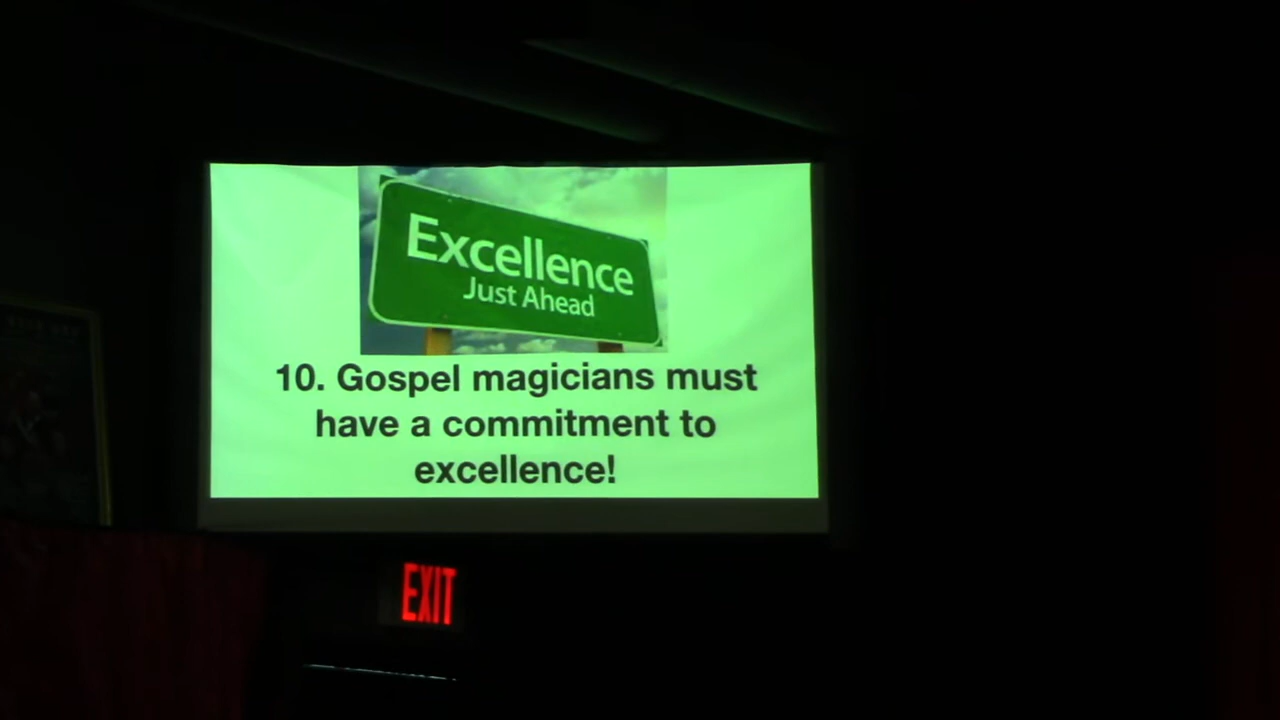 Excellence
Just Ahead
10. Gospel magicians must
have a commitment to
excellence!
EXIT